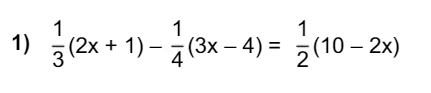 1) 1/3 (2x + 1) – 1/4 (3x – 4) = 1/2 (10 – 2x)